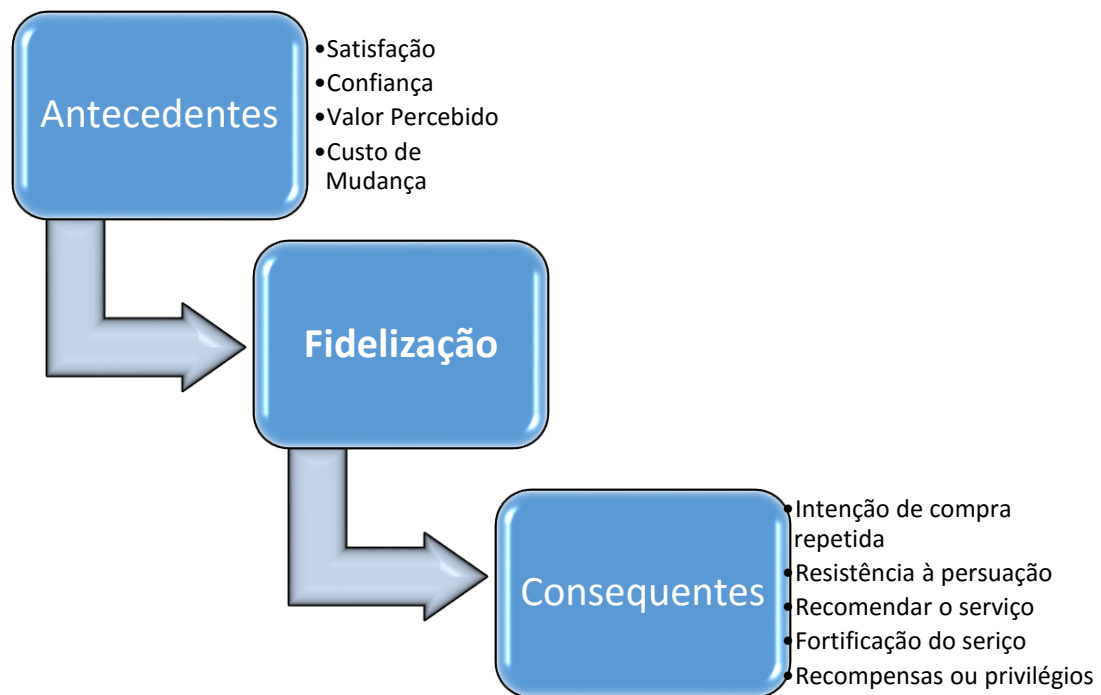 Antecedentes
•Satisfação
•Confiança
•Valor Percebido
•Custo de
Mudança
Fidelização
Consequentes
•Intenção de compra
repetida
•Resistência à persuação
•Recomendar o serviço
•Fortificação do seriço
•Recompensas ou privilégios